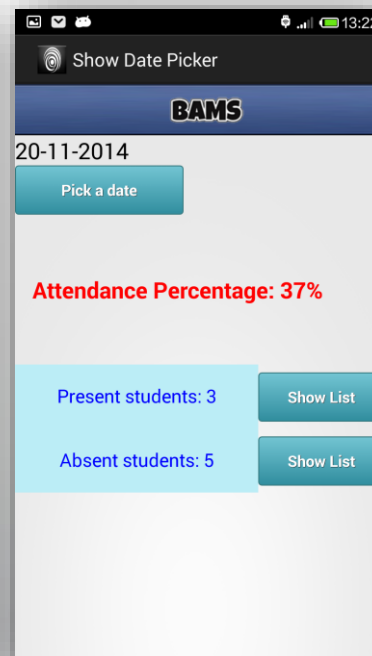 13:22
Show Date Picker
BAMS
20-11-2014
Pick a date
Attendance Percentage: 37%
Present students: 3
Show List
Absent students: 5
Show List